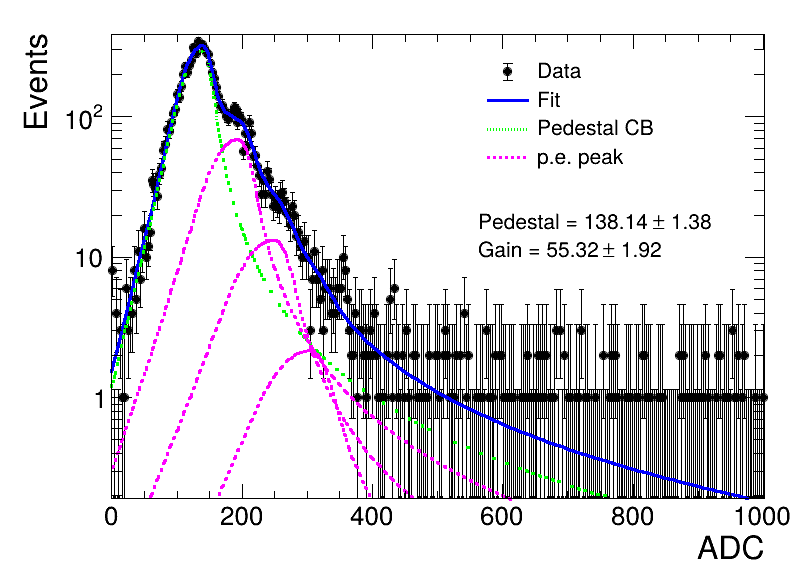 Events
10²
10
1
Data
Fit
Pedestal CB
p.e. peak
Pedestal = 138.14 ± 1.38
Gain = 55.32 ± 1.92
0 200 400 600 800 1000
ADC